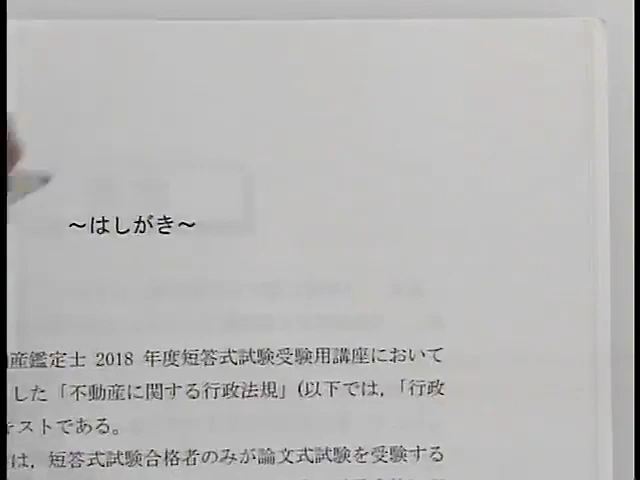 ～はしがき～
産鑑定士 2018 年度短答式試験受験用講座において
した「不動産に関する行政法規」(以下では,「行政
キストである。
は, 短答式試験合格者のみが論文式試験を受験する